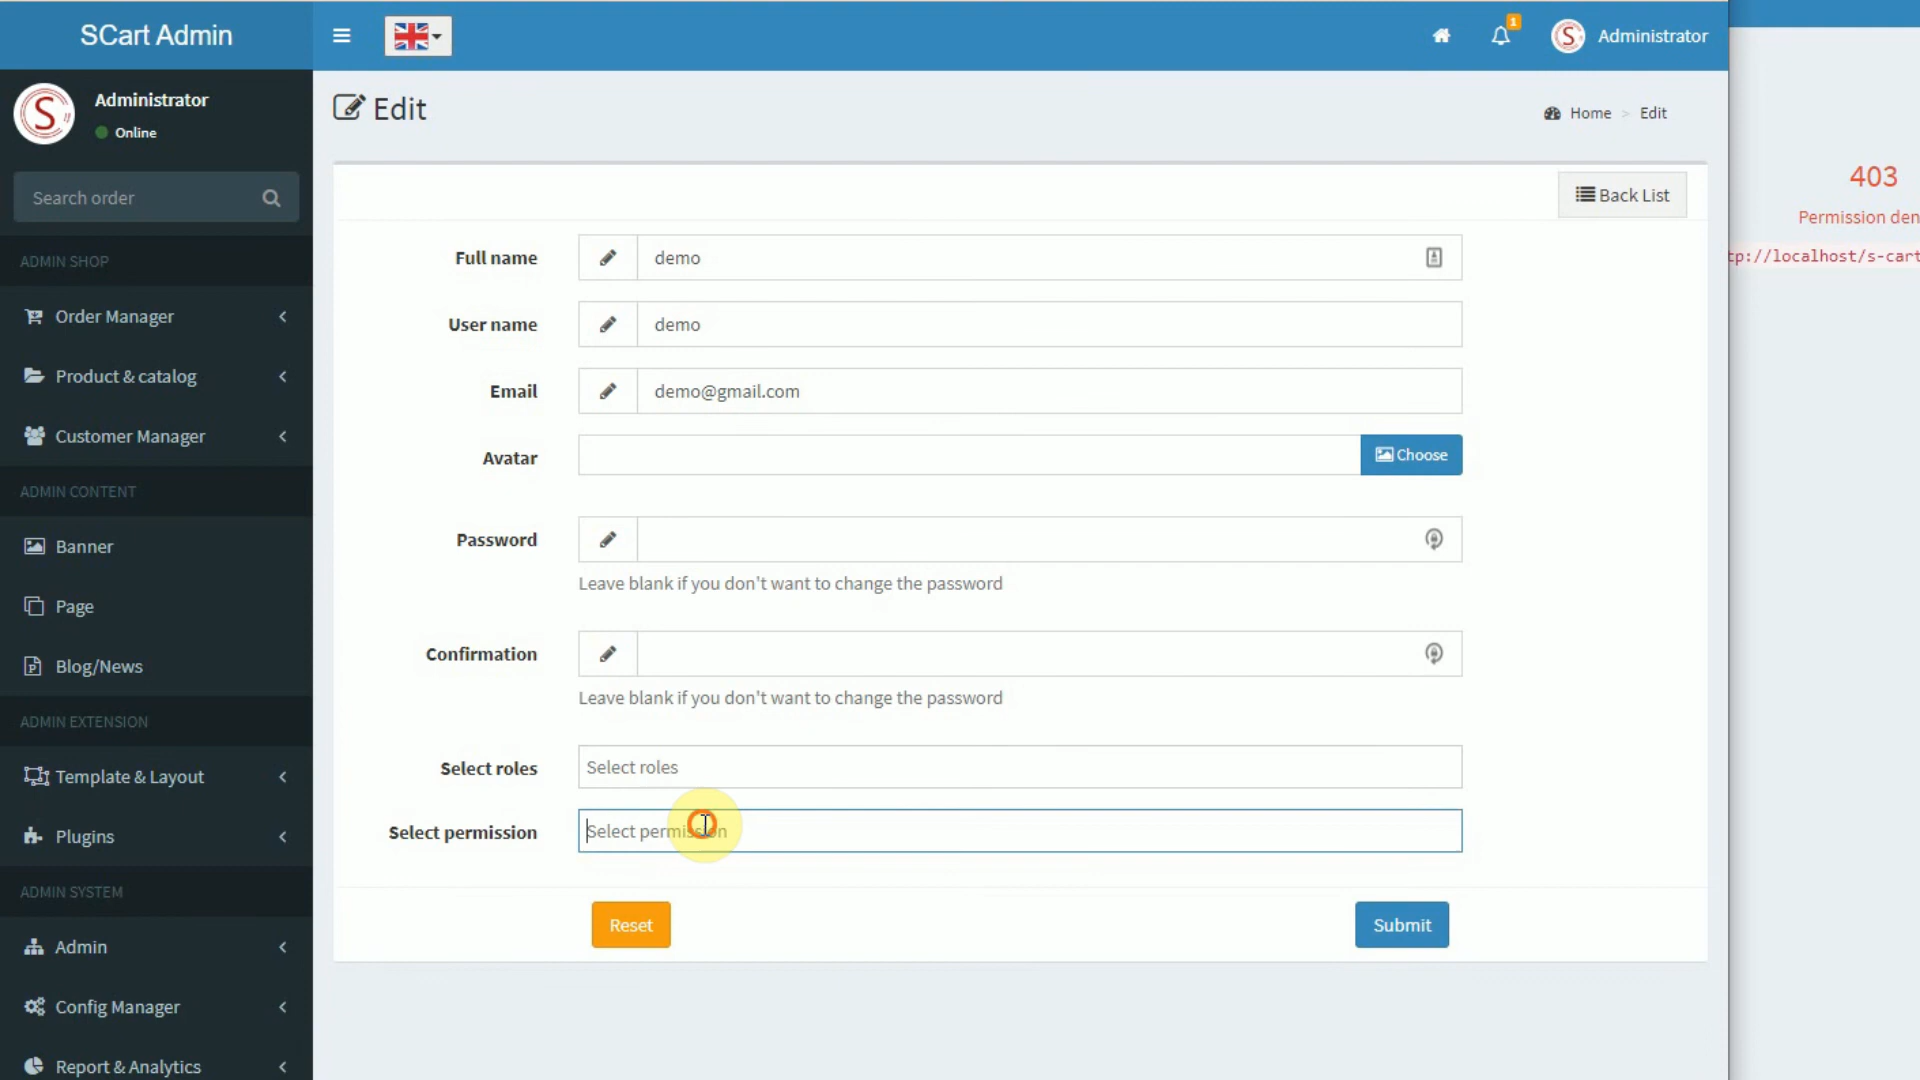 SCart Admin
1
Administrator
Administrator
Online
Edit
Home > Edit
Search order
Back List
403
Permission den
tp://localhost/s-cart
ADMIN SHOP
Order Manager
Product & catalog
Customer Manager
ADMIN CONTENT
Banner
Page
Blog/News
ADMIN EXTENSION
Template & Layout
Plugins
ADMIN SYSTEM
Admin
Config Manager
Report & Analytics
Full name
demo
User name
demo
Email
demo@gmail.com
Avatar
Choose
Password
Leave blank if you don't want to change the password
Confirmation
Leave blank if you don't want to change the password
Select roles
Select roles
Select permission
Select permission
Reset
Submit